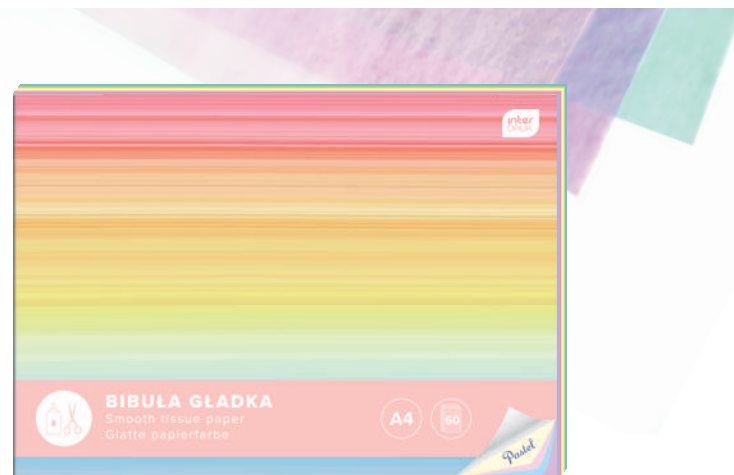 inter
DRUK
BIBUŁA GŁADKA
Smooth tissue paper
Glatte papierfarbe
A4
60
Pastel